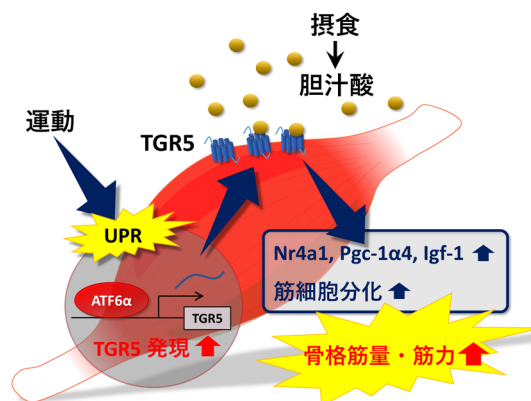 摂食
胆汁酸
運動
TGR5
UPR
Nr4a1, Pgc-1α4, Igf-1
筋細胞分化
ATF6α
TGR5
TGR5 発現
骨格筋量・筋力